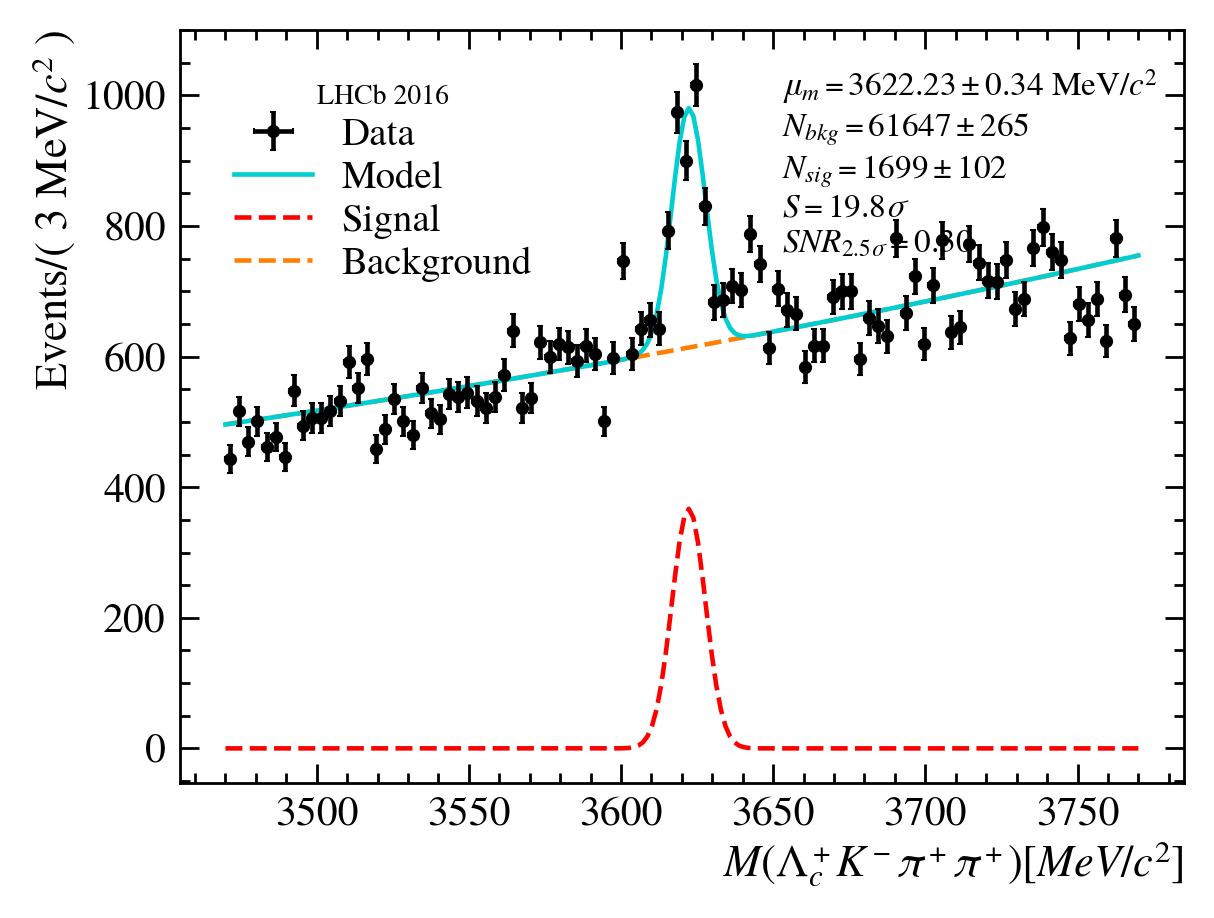 Events/( 3 MeV/c² )
1000
800
600
400
200
0
LHCb 2016
Data
Model
Signal
Background
μₘ = 3622.23 ± 0.34 MeV/c²
N_bkg = 61647 ± 265
N_sig = 1699 ± 102
S = 19.8σ
SNR_2.5σ = 0.30
3500 3550 3600 3650 3700 3750
M(Λ_c⁺ K⁻ π⁺ π⁺)[MeV/c²]